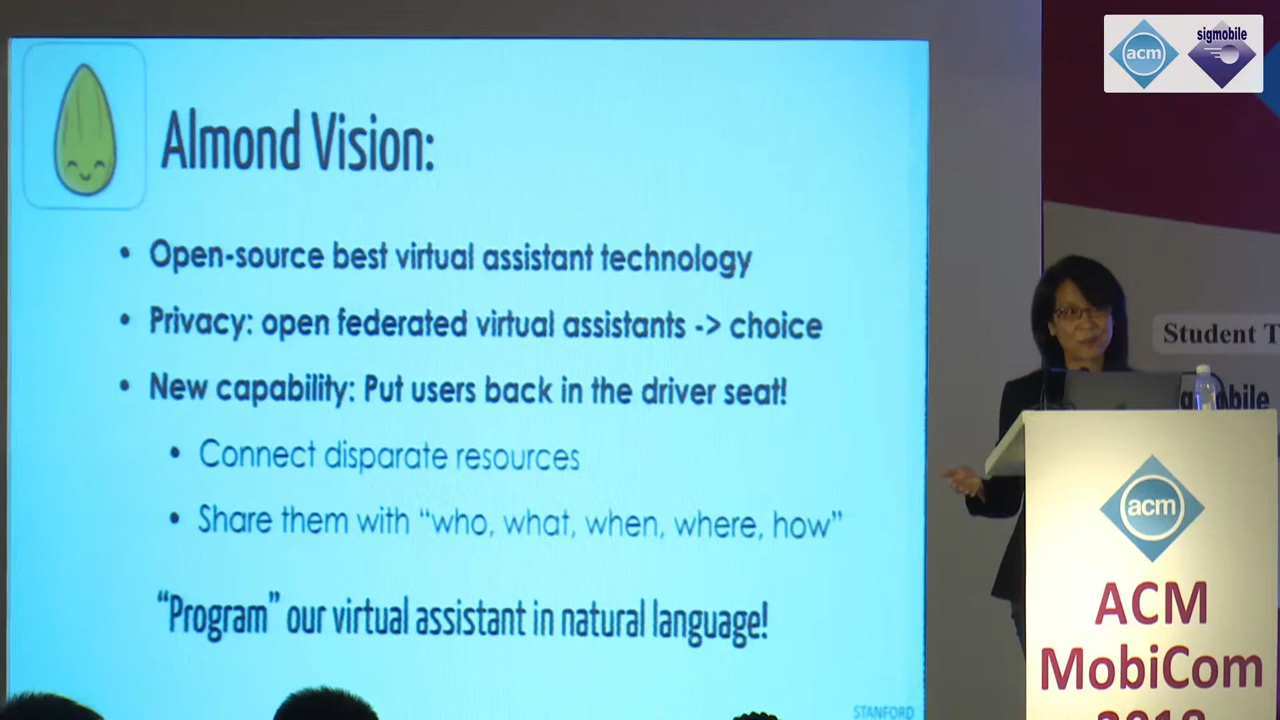 Almond Vision:
• Open-source best virtual assistant technology
• Privacy: open federated virtual assistants -> choice
• New capability: Put users back in the driver seat!
• Connect disparate resources
• Share them with “who, what, when, where, how”
“Program” our virtual assistant in natural language!
STANFORD
acm
sigmobile
Student T
acm
ACM
MobiCom
2018